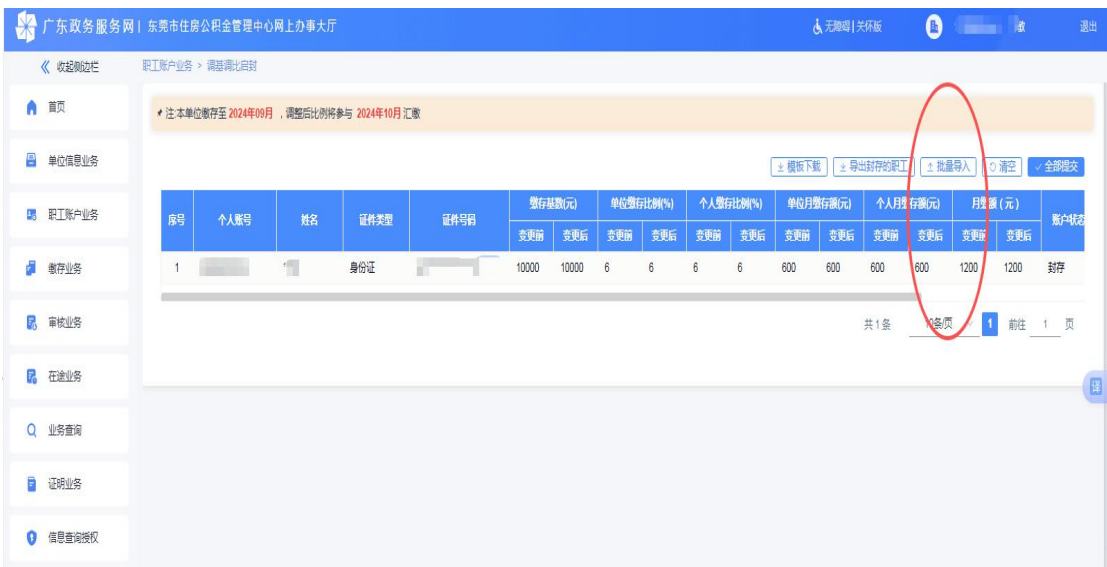 广东政务服务网 | 东莞市住房公积金管理中心网上办事大厅 无障碍 | 关怀版 退出
收起侧边栏 职工账户业务 > 调基调比启封
首页
注:本单位缴存至 2024年09月 ，调整后比例将参与 2024年10月 汇缴
单位信息业务
模板下载 导出封存的职工 批量导入 清空 全部提交
职工账户业务
序号 个人账号 姓名 证件类型 证件号码 缴存基数(元) 单位缴存比例(%) 个人缴存比例(%) 单位月缴存额(元) 个人月缴存额(元) 月缴额(元) 账户状态
变更前 变更后 变更前 变更后 变更前 变更后 变更前 变更后 变更前 变更后 变更前 变更后
缴存业务
1 身份证 10000 10000 6 6 6 6 600 600 600 600 1200 1200 封存
审核业务
共 1 条 10条/页 1 前往 1 页
在途业务
译
业务查询
证明业务
信息查询授权